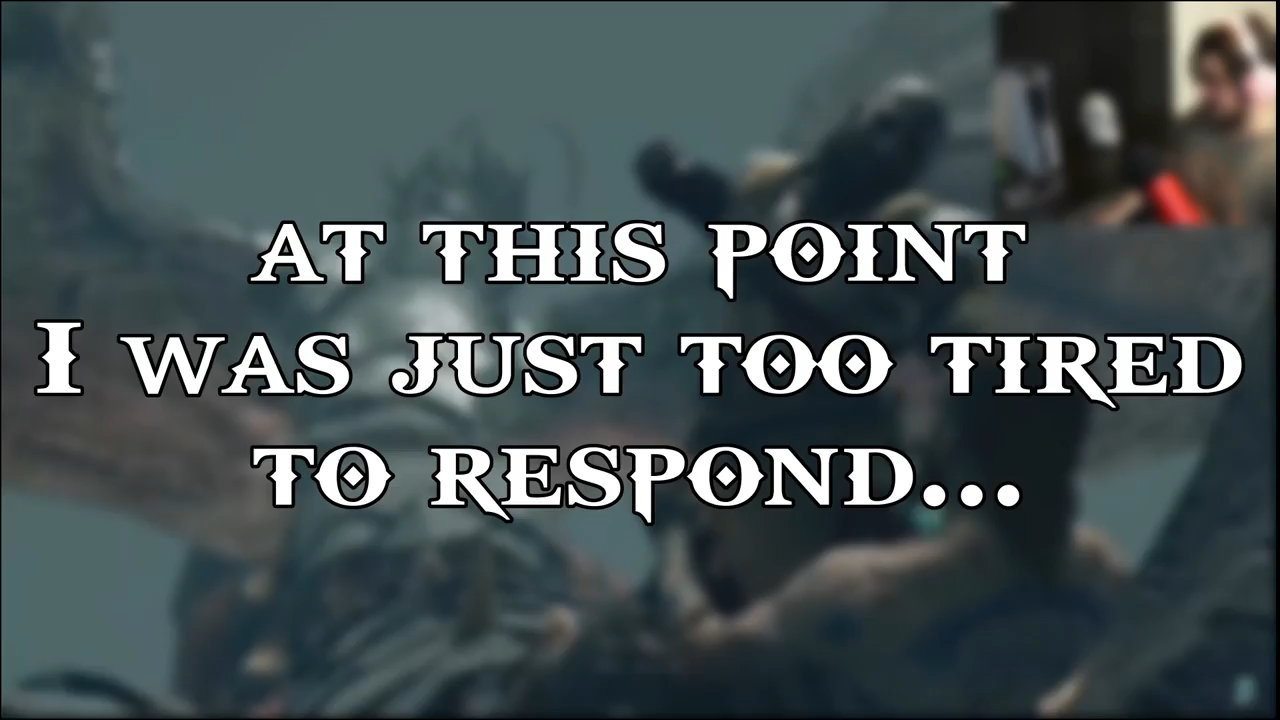 AT THIS POINT
I WAS JUST TOO TIRED
TO RESPOND...